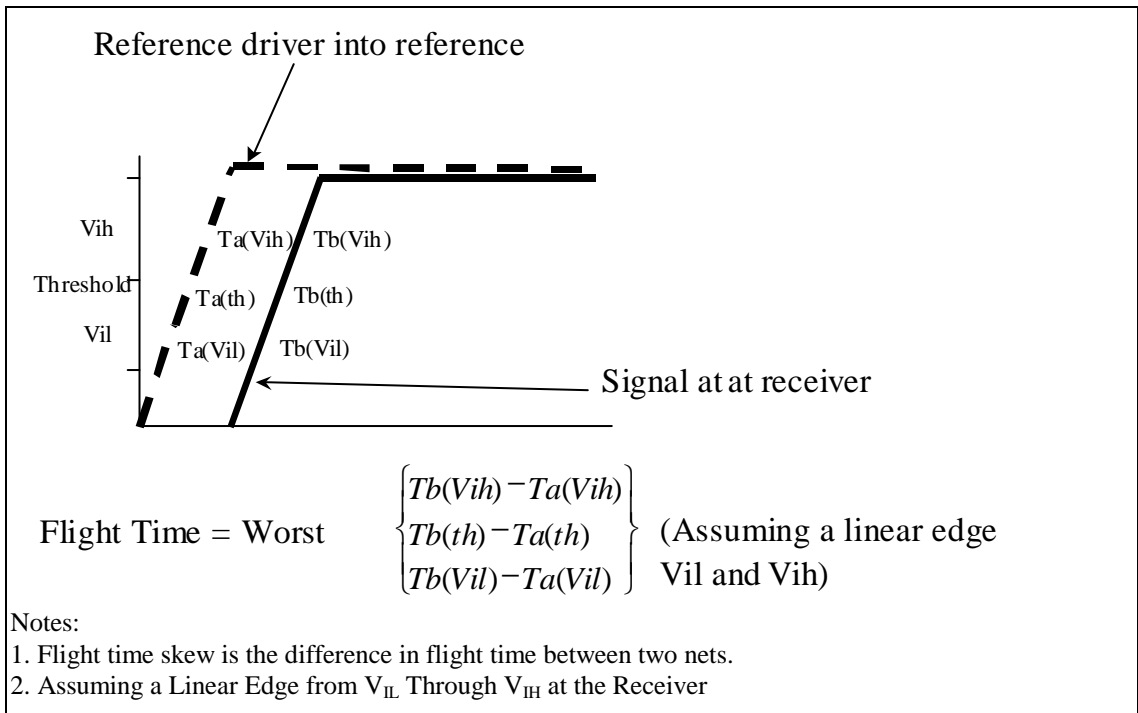 Reference driver into reference
Vih
Ta(Vih) Tb(Vih)
Threshold
Ta(th) Tb(th)
Vil
Ta(Vil) Tb(Vil)
Signal at at receiver
Tb(Vih) − Ta(Vih)
Flight Time = Worst Tb(th) − Ta(th) (Assuming a linear edge
Tb(Vil) − Ta(Vil) Vil and Vih)
Notes:
1. Flight time skew is the difference in flight time between two nets.
2. Assuming a Linear Edge from VIL Through VIH at the Receiver